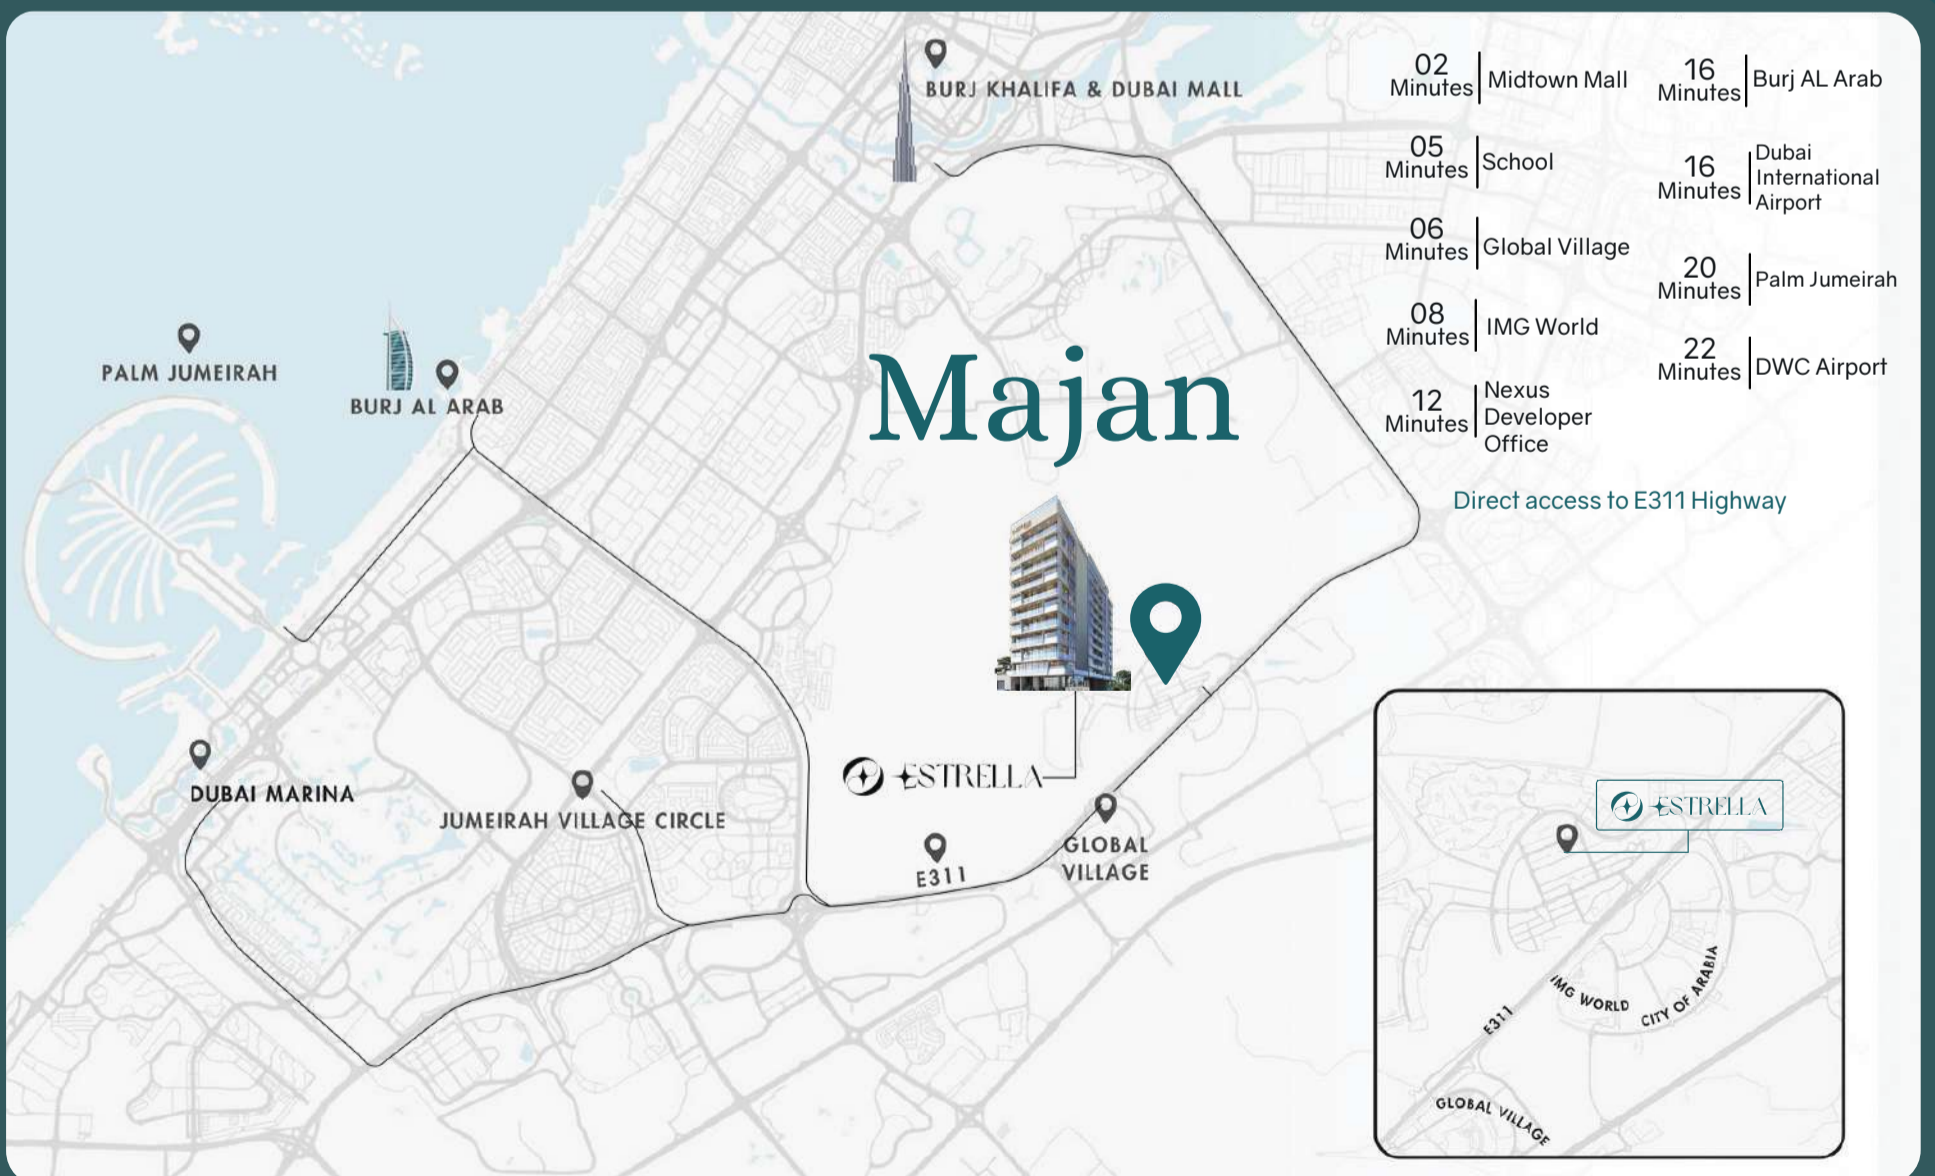 BURJ KHALIFA & DUBAI MALL
PALM JUMEIRAH
BURJ AL ARAB
Majan
ESTRELLA
DUBAI MARINA
JUMEIRAH VILLAGE CIRCLE
E311
GLOBAL
VILLAGE
02
Minutes
Midtown Mall
05
Minutes
School
06
Minutes
Global Village
08
Minutes
IMG World
12
Minutes
Nexus
Developer
Office
16
Minutes
Burj AL Arab
16
Minutes
Dubai
International
Airport
20
Minutes
Palm Jumeirah
22
Minutes
DWC Airport
Direct access to E311 Highway
ESTRELLA
IMG WORLD
CITY OF ARABIA
E311
GLOBAL VILLAGE